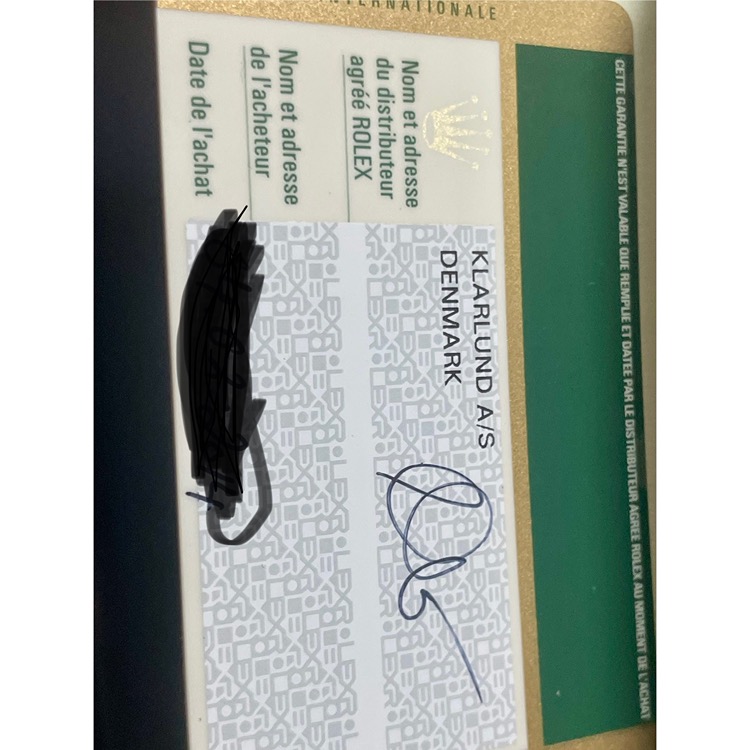 INTERNATIONALE
CETTE GARANTIE N'EST VALABLE QUE REMPLIE ET DATEE PAR LE DISTRIBUTEUR AGREE ROLEX AU MOMENT DE L'ACHAT
Nom et adresse
du distributeur
agréé ROLEX
KLARLUND A/S
DENMARK
Nom et adresse
de l'acheteur
Date de l'achat